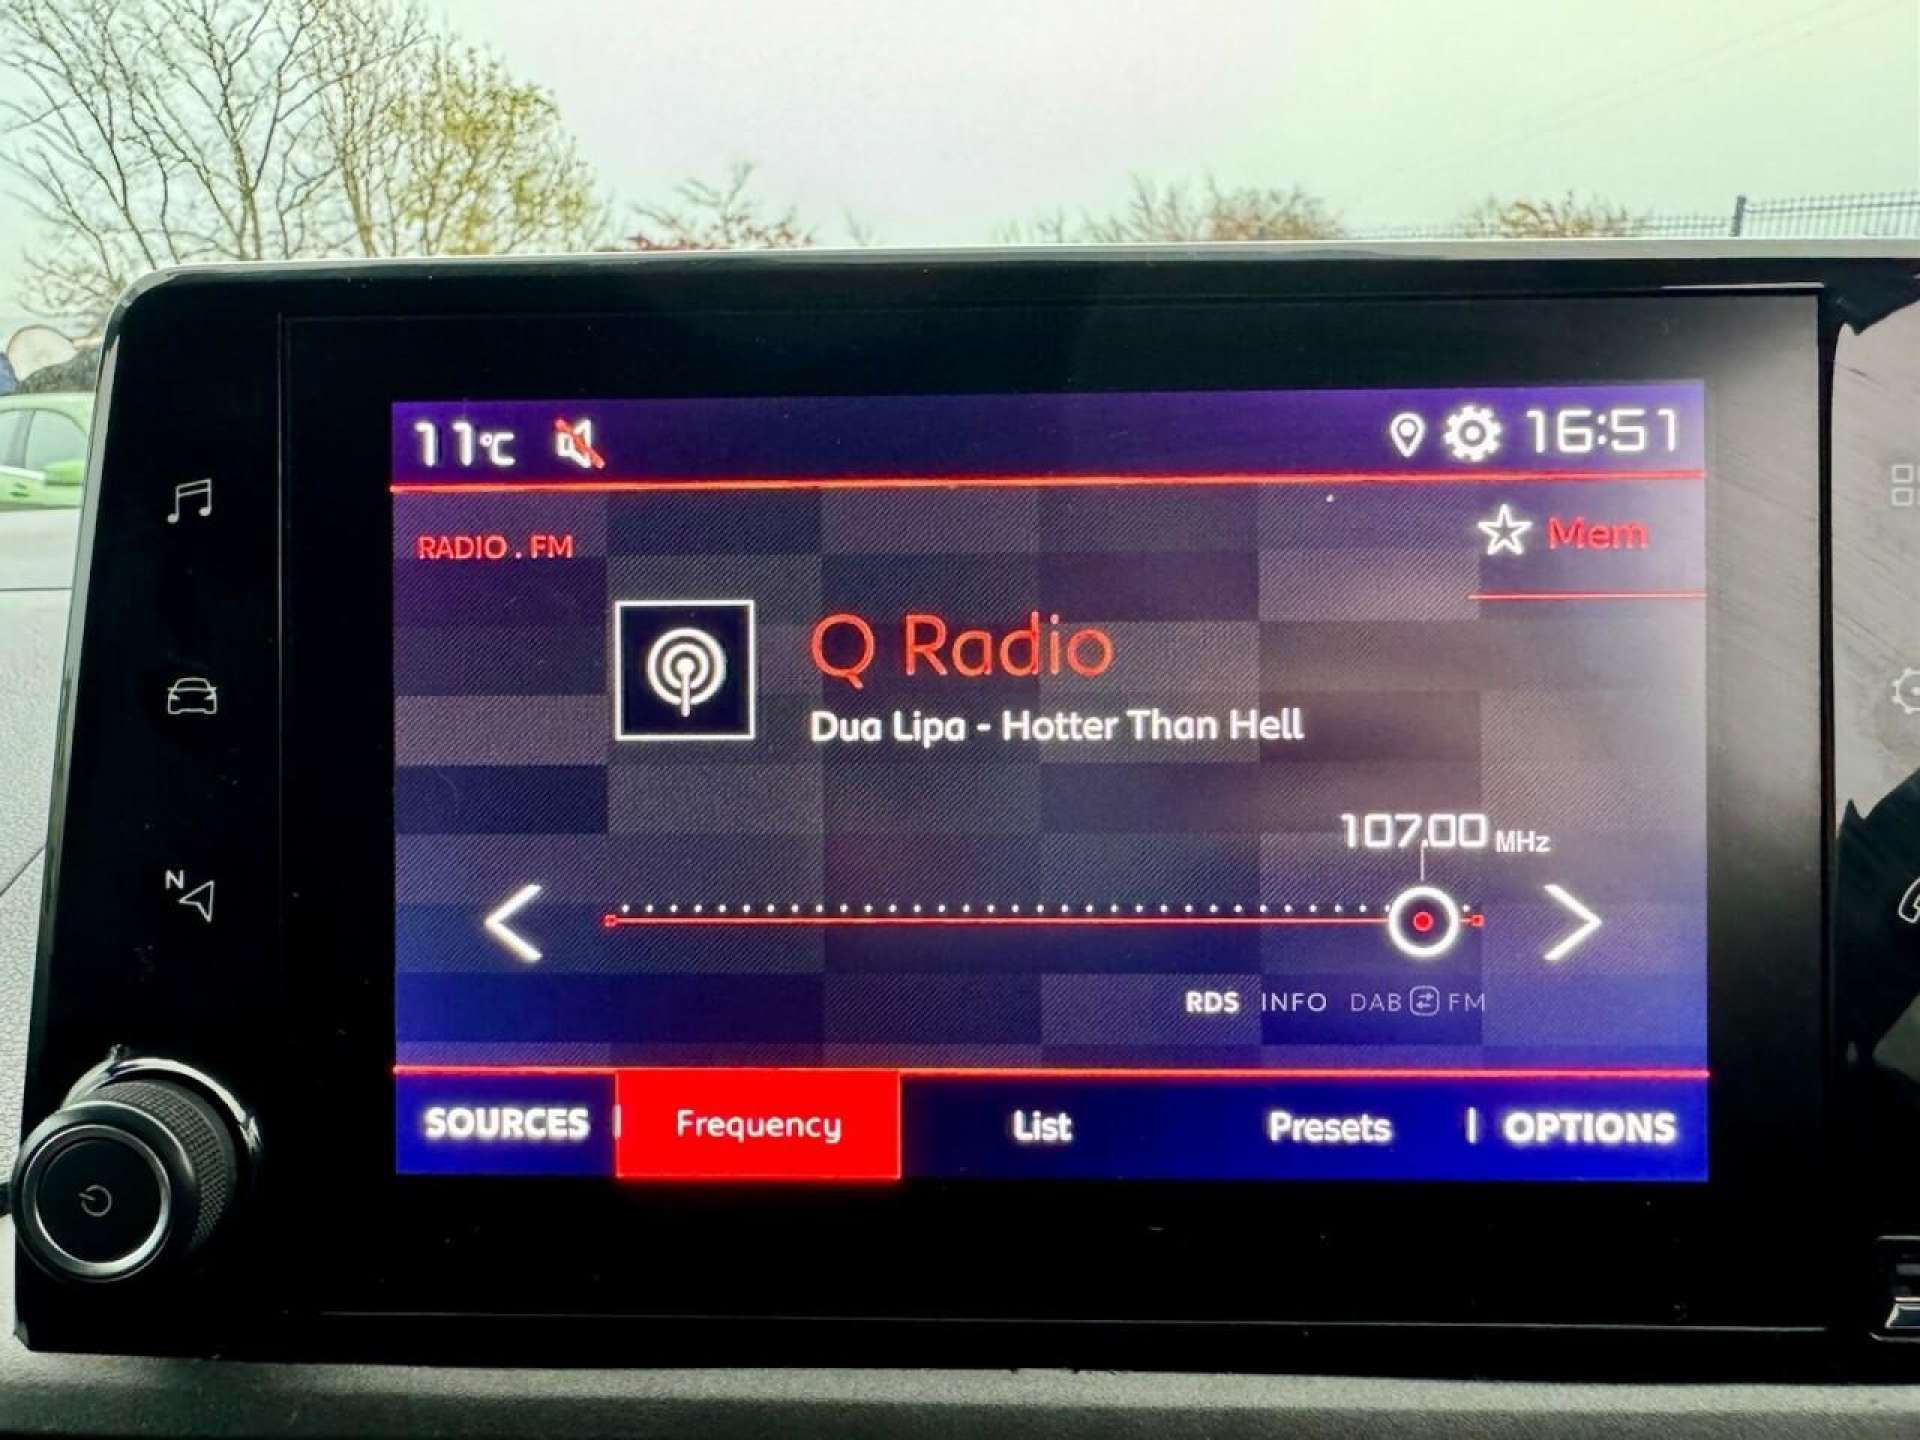 11°C
16:51
RADIO . FM
Mem
Q Radio
Dua Lipa - Hotter Than Hell
107.00 MHz
N
RDS INFO DAB FM
SOURCES Frequency List Presets OPTIONS